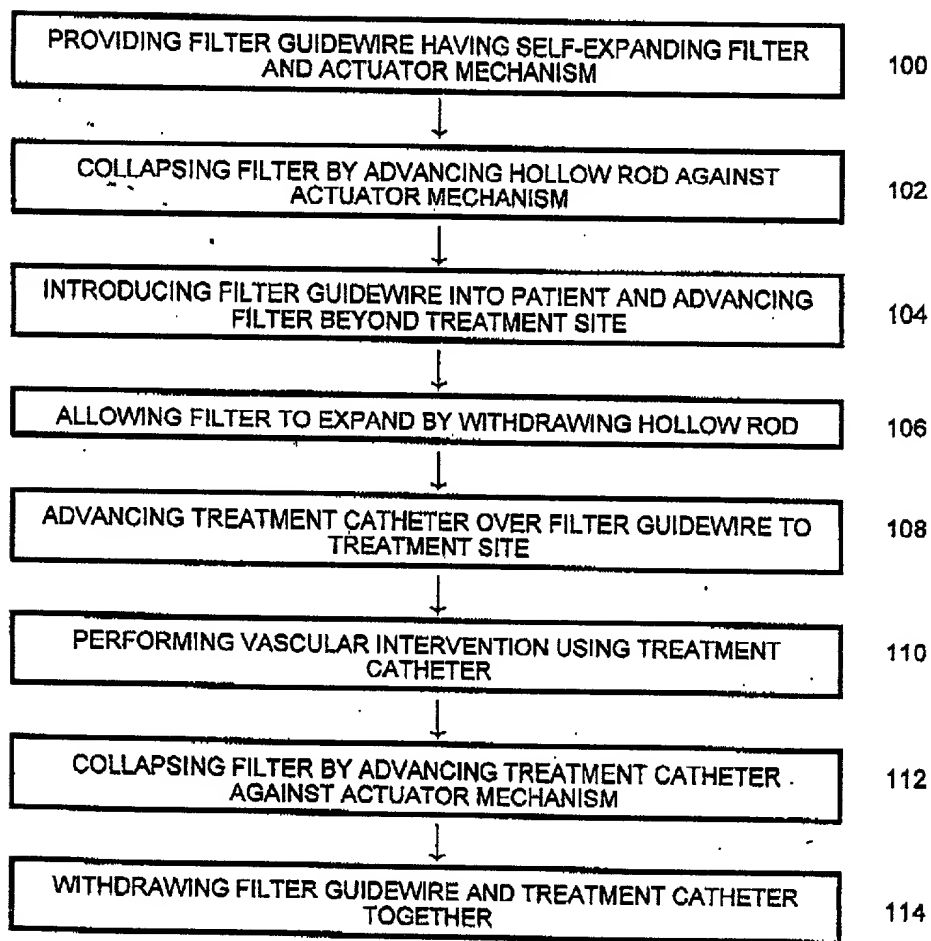 PROVIDING FILTER GUIDEWIRE HAVING SELF-EXPANDING FILTER
AND ACTUATOR MECHANISM
100
COLLAPSING FILTER BY ADVANCING HOLLOW ROD AGAINST
ACTUATOR MECHANISM
102
INTRODUCING FILTER GUIDEWIRE INTO PATIENT AND ADVANCING
FILTER BEYOND TREATMENT SITE
104
ALLOWING FILTER TO EXPAND BY WITHDRAWING HOLLOW ROD
106
ADVANCING TREATMENT CATHETER OVER FILTER GUIDEWIRE TO
TREATMENT SITE
108
PERFORMING VASCULAR INTERVENTION USING TREATMENT
CATHETER
110
COLLAPSING FILTER BY ADVANCING TREATMENT CATHETER
AGAINST ACTUATOR MECHANISM
112
WITHDRAWING FILTER GUIDEWIRE AND TREATMENT CATHETER
TOGETHER
114